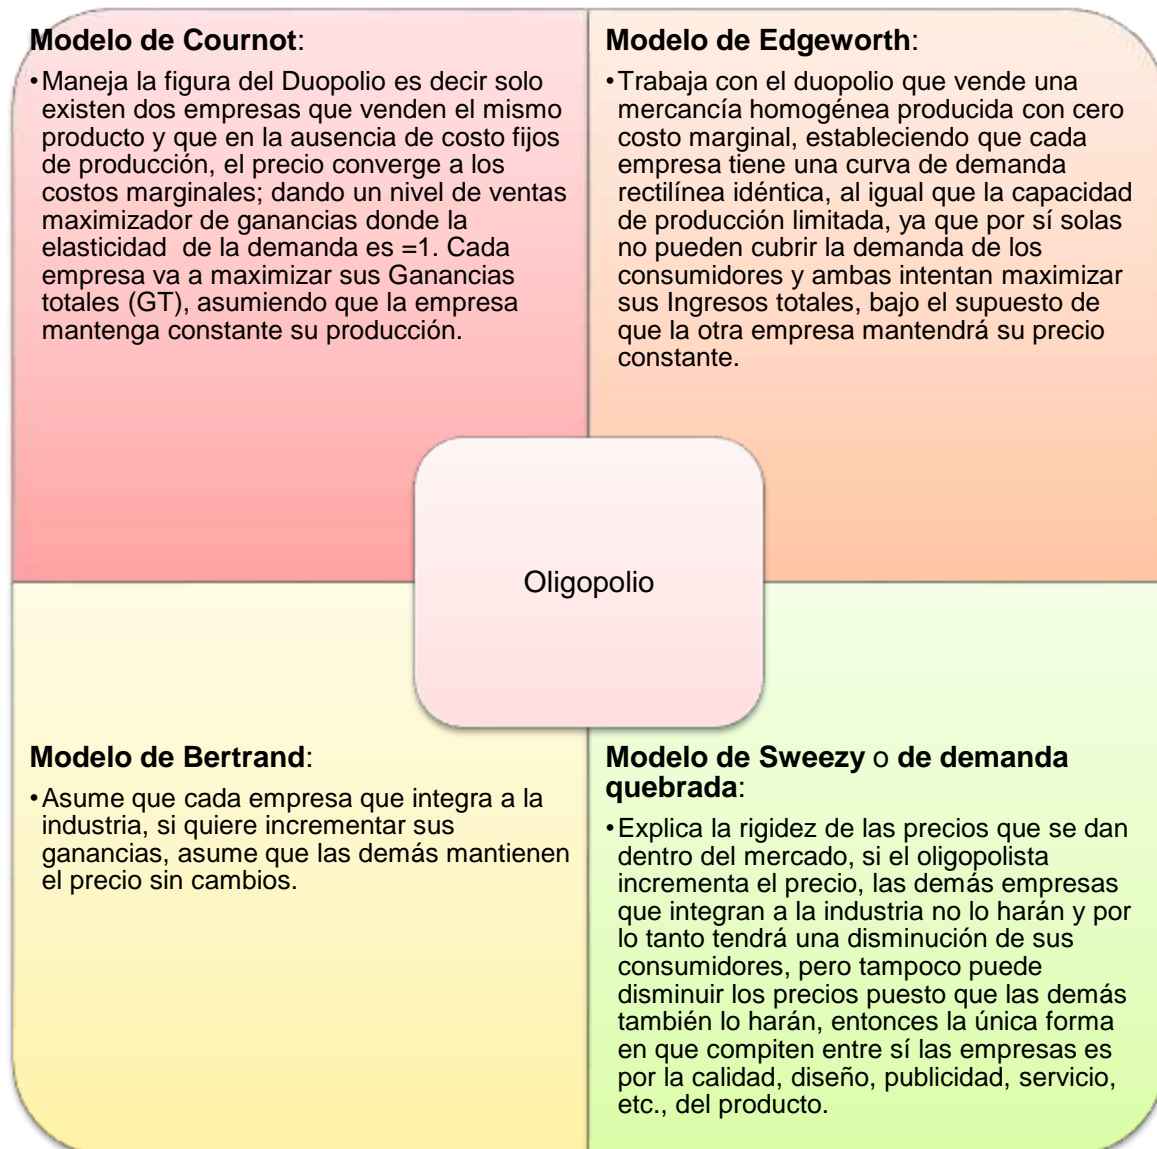 Modelo de Cournot:
•Maneja la figura del Duopolio es decir solo
existen dos empresas que venden el mismo
producto y que en la ausencia de costo fijos
de producción, el precio converge a los
costos marginales; dando un nivel de ventas
maximizador de ganancias donde la
elasticidad de la demanda es =1. Cada
empresa va a maximizar sus Ganancias
totales (GT), asumiendo que la empresa
mantenga constante su producción.
Modelo de Edgeworth:
•Trabaja con el duopolio que vende una
mercancía homogénea producida con cero
costo marginal, estableciendo que cada
empresa tiene una curva de demanda
rectilínea idéntica, al igual que la capacidad
de producción limitada, ya que por sí solas
no pueden cubrir la demanda de los
consumidores y ambas intentan maximizar
sus Ingresos totales, bajo el supuesto de
que la otra empresa mantendrá su precio
constante.
Oligopolio
Modelo de Bertrand:
•Asume que cada empresa que integra a la
industria, si quiere incrementar sus
ganancias, asume que las demás mantienen
el precio sin cambios.
Modelo de Sweezy o de demanda
quebrada:
•Explica la rigidez de las precios que se dan
dentro del mercado, si el oligopolista
incrementa el precio, las demás empresas
que integran a la industria no lo harán y por
lo tanto tendrá una disminución de sus
consumidores, pero tampoco puede
disminuir los precios puesto que las demás
también lo harán, entonces la única forma
en que compiten entre sí las empresas es
por la calidad, diseño, publicidad, servicio,
etc., del producto.